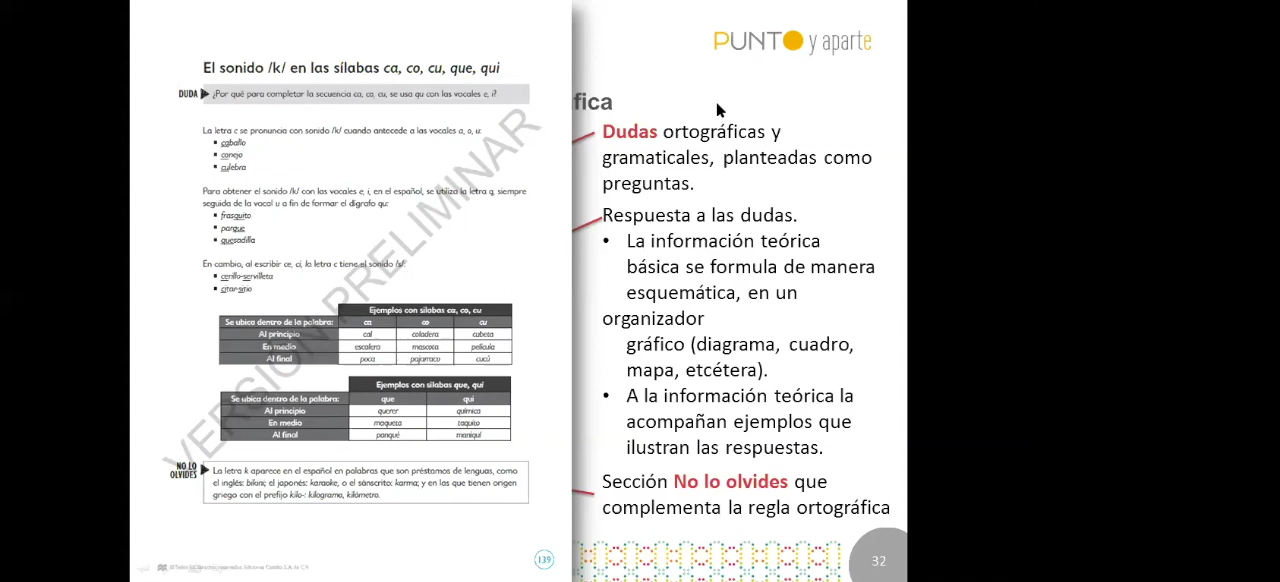 El sonido /k/ en las sílabas ca, co, cu, que, qui
DUDA
¿Por qué para completar la secuencia ca, co, cu, se usa qu con las vocales e, i?
La letra c se pronuncia con sonido /k/ cuando antecede a las vocales a, o, u:
▪ caballo
▪ conejo
▪ culebra
Para obtener el sonido /k/ con las vocales e, i, en el español, se utiliza la letra q, siempre
seguida de la vocal u a fin de formar el dígrafo qu:
▪ frasquito
▪ parque
▪ quesadilla
En cambio, al escribir ce, ci, la letra c tiene el sonido /s/:
▪ cerillo-servilleta
▪ citar-sitio
Ejemplos con sílabas ca, co, cu
Se ubica dentro de la palabra: ca co cu
Al principio cal coladera cubeta
En medio escalera mascaca película
Al final poca pajarraco cucú
Ejemplos con sílabas que, qui
Se ubica dentro de la palabra: que qui
Al principio querer química
En medio maqueta taquito
Al final panqué maniquí
NO LO
OLVIDES
La letra k aparece en el español en palabras que son préstamos de lenguas, como
el inglés: bikini; el japonés: karaoke, o el sánscrito: karma; y en las que tienen origen
griego con el prefijo kilo-: kilograma, kilómetro.
VERSIÓN PRELIMINAR
139
PUNTO y aparte
fica
Dudas ortográficas y
gramaticales, planteadas como
preguntas.
Respuesta a las dudas.
• La información teórica
básica se formula de manera
esquemática, en un
organizador
gráfico (diagrama, cuadro,
mapa, etcétera).
• A la información teórica la
acompañan ejemplos que
ilustran las respuestas.
Sección No lo olvides que
complementa la regla ortográfica
32